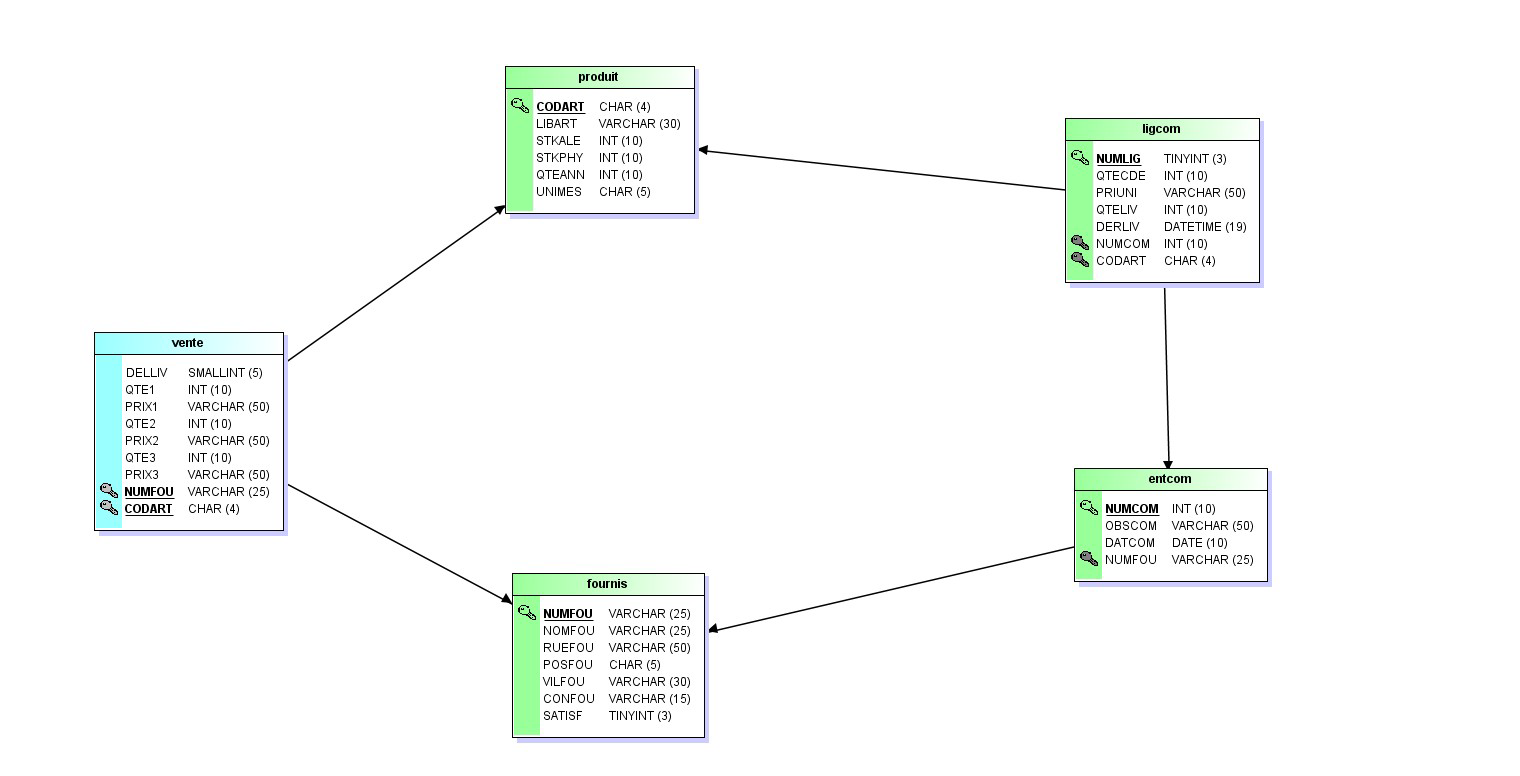 produit
CODART CHAR (4)
LIBART VARCHAR (30)
STKALE INT (10)
STKPHY INT (10)
QTEANN INT (10)
UNIMES CHAR (5)
ligcom
NUMLIG TINYINT (3)
QTECDE INT (10)
PRIUNI VARCHAR (50)
QTELIV INT (10)
DERLIV DATETIME (19)
NUMCOM INT (10)
CODART CHAR (4)
vente
DELLIV SMALLINT (5)
QTE1 INT (10)
PRIX1 VARCHAR (50)
QTE2 INT (10)
PRIX2 VARCHAR (50)
QTE3 INT (10)
PRIX3 VARCHAR (50)
NUMFOU VARCHAR (25)
CODART CHAR (4)
entcom
NUMCOM INT (10)
OBSCOM VARCHAR (50)
DATCOM DATE (10)
NUMFOU VARCHAR (25)
fournis
NUMFOU VARCHAR (25)
NOMFOU VARCHAR (25)
RUEFOU VARCHAR (50)
POSFOU CHAR (5)
VILFOU VARCHAR (30)
CONFOU VARCHAR (15)
SATISF TINYINT (3)